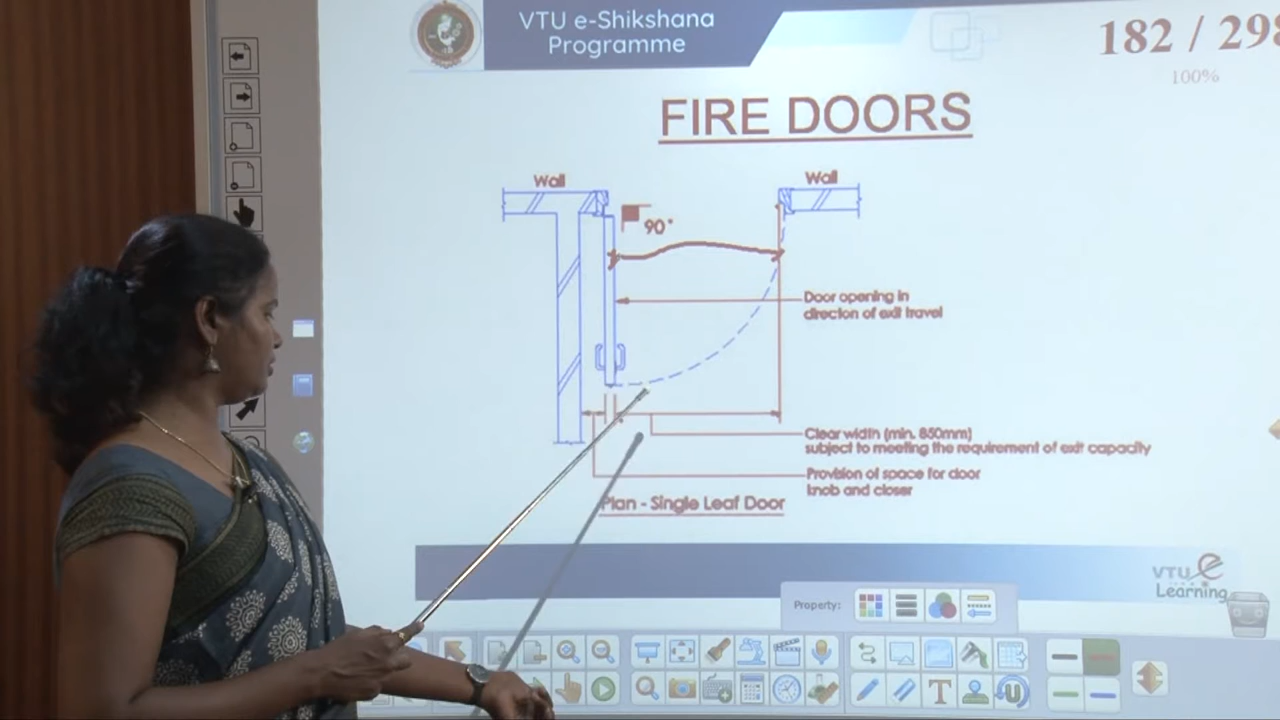 VTU e-Shikshana
Programme
182 / 298
100%
FIRE DOORS
Wall
Wall
90°
Door opening in
direction of exit travel
Clear width (min. 850mm)
subject to meeting the requirement of exit capacity
Provision of space for door
knob and closer
Plan - Single Leaf Door
VTU e
Learning
Property:
T